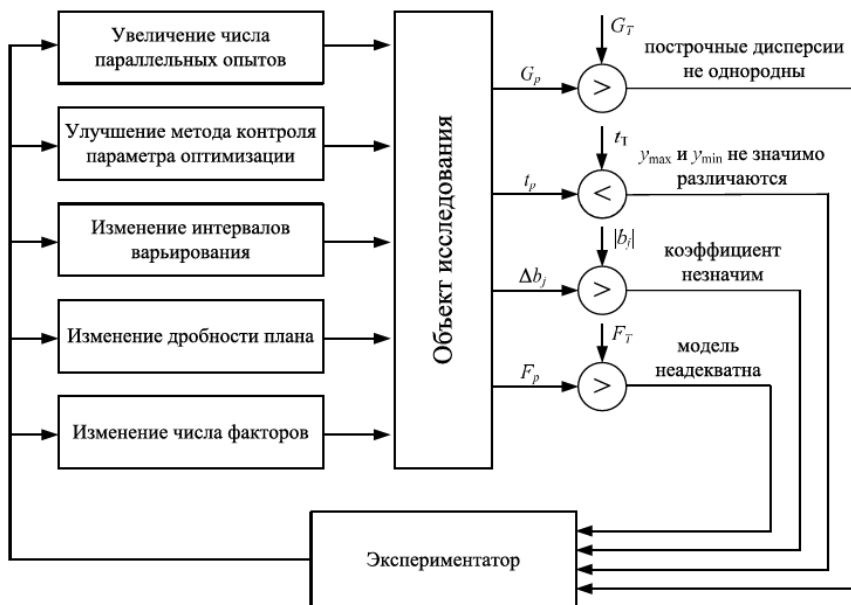 Увеличение числа
параллельных опытов
Улучшение метода контроля
параметра оптимизации
Изменение интервалов
варьирования
Изменение дробности плана
Изменение числа факторов
Объект исследования
G_T
G_p
>
построчные дисперсии
не однородны
t_T
t_p
<
y_max и y_min не значимо
различаются
|b_j|
Δb_j
>
коэффициент
незначим
F_T
F_p
>
модель
неадекватна
Экспериментатор